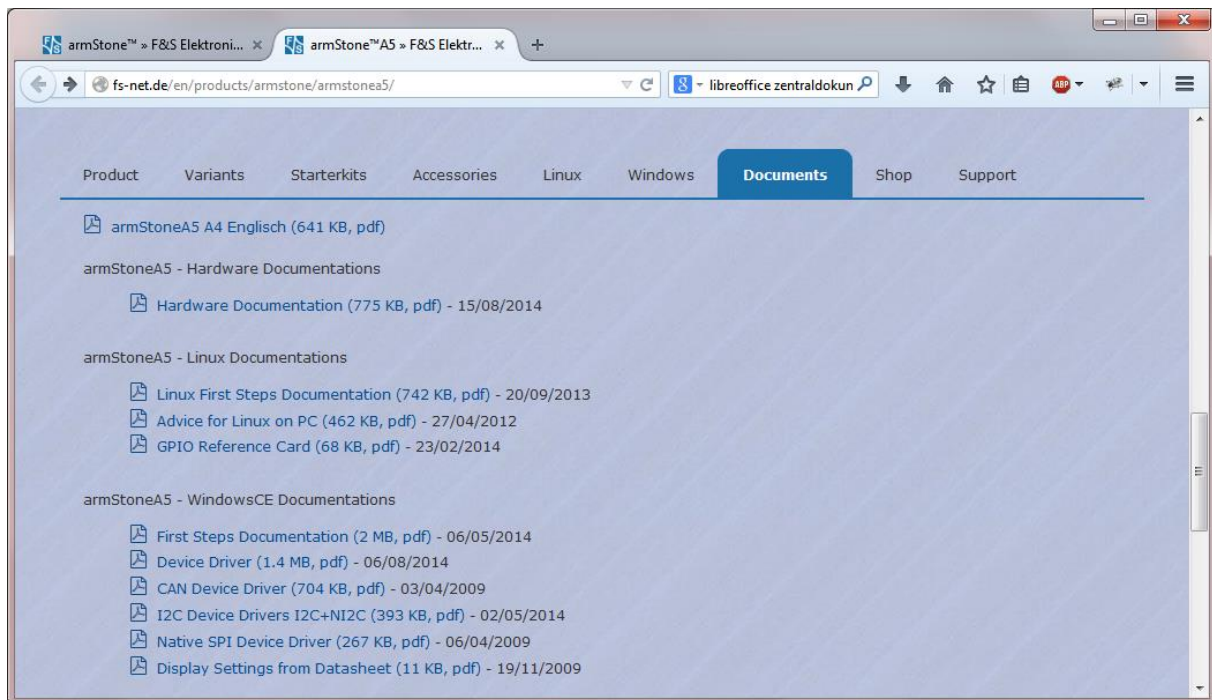 armStone™ » F&S Elektroni...
armStone™A5 » F&S Elektr...
fs-net.de/en/products/armstone/armstonea5/
8
libreoffice zentraldokun
ABP
Product Variants Starterkits Accessories Linux Windows Documents Shop Support
armStoneA5 A4 Englisch (641 KB, pdf)
armStoneA5 - Hardware Documentations
Hardware Documentation (775 KB, pdf) - 15/08/2014
armStoneA5 - Linux Documentations
Linux First Steps Documentation (742 KB, pdf) - 20/09/2013
Advice for Linux on PC (462 KB, pdf) - 27/04/2012
GPIO Reference Card (68 KB, pdf) - 23/02/2014
armStoneA5 - WindowsCE Documentations
First Steps Documentation (2 MB, pdf) - 06/05/2014
Device Driver (1.4 MB, pdf) - 06/08/2014
CAN Device Driver (704 KB, pdf) - 03/04/2009
I2C Device Drivers I2C+NI2C (393 KB, pdf) - 02/05/2014
Native SPI Device Driver (267 KB, pdf) - 06/04/2009
Display Settings from Datasheet (11 KB, pdf) - 19/11/2009